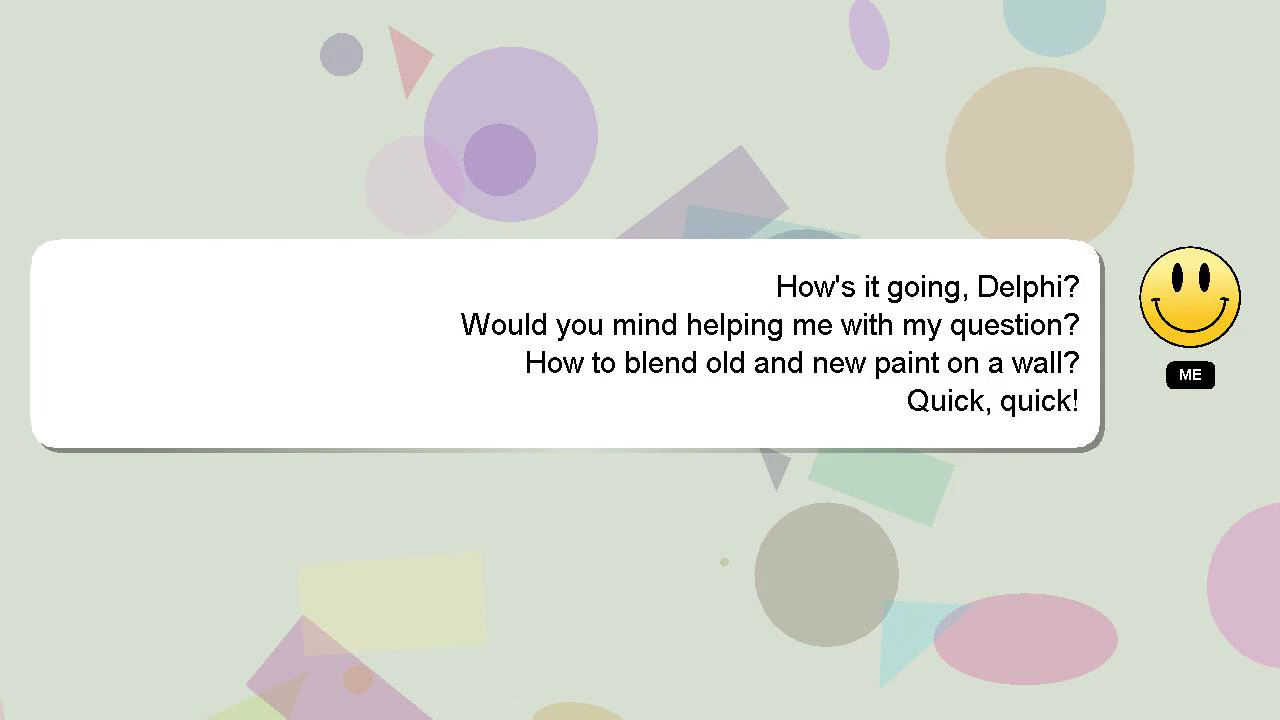 How's it going, Delphi?
Would you mind helping me with my question?
How to blend old and new paint on a wall?
Quick, quick!
ME